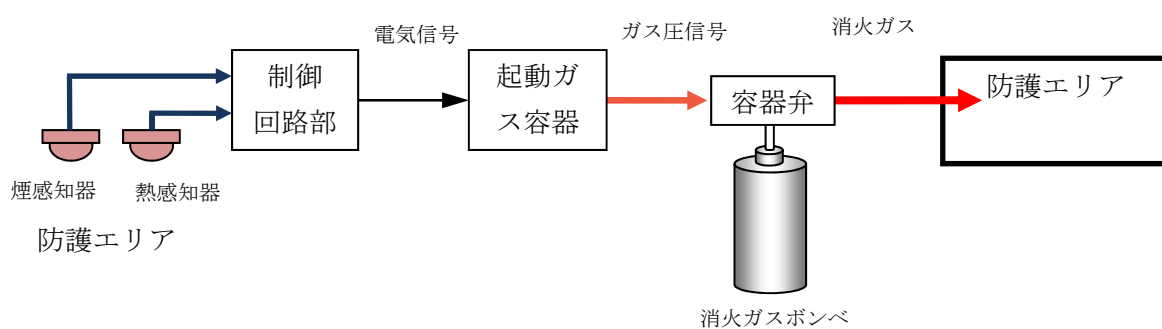 電気信号
ガス圧信号
消火ガス
制御
回路部
起動ガ
ス容器
容器弁
防護エリア
煙感知器
熱感知器
防護エリア
消火ガスボンベ